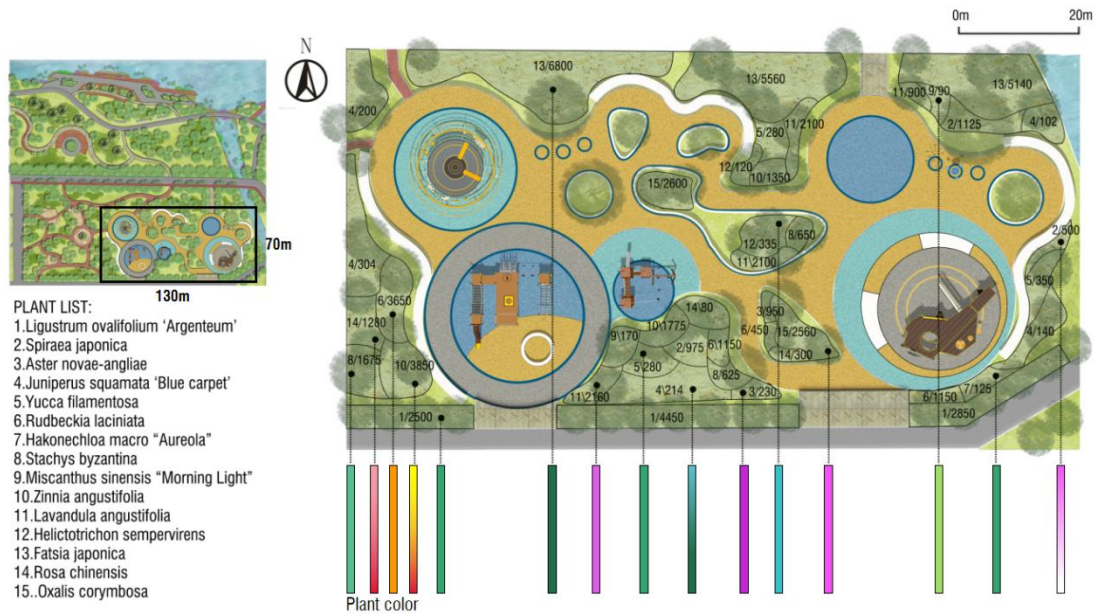 0m
20m
N
13/6800
13/5560
11/900
9/90
13/5140
4/200
5/280
11/2100
2/1125
4/102
12/120
10/1350
15/2600
8/650
12/335
11/2100
2/500
70m
130m
4/304
6/3650
14/1280
8/1675
10/3850
14\80
10\1775
9\170
6\1150
2/975
5/280
8/625
11\2160
4\214
3/230
3/950
6/450
15/2560
14/300
5/350
4/140
7/125
6/1150
1/2500
1/4450
1/2850
PLANT LIST:
1.Ligustrum ovalifolium 'Argenteum'
2.Spiraea japonica
3.Aster novae-angliae
4.Juniperus squamata 'Blue carpet'
5.Yucca filamentosa
6.Rudbeckia laciniata
7.Hakonechloa macro "Aureola"
8.Stachys byzantina
9.Miscanthus sinensis "Morning Light"
10.Zinnia angustifolia
11.Lavandula angustifolia
12.Helictotrichon sempervirens
13.Fatsia japonica
14.Rosa chinensis
15..Oxalis corymbosa
Plant color